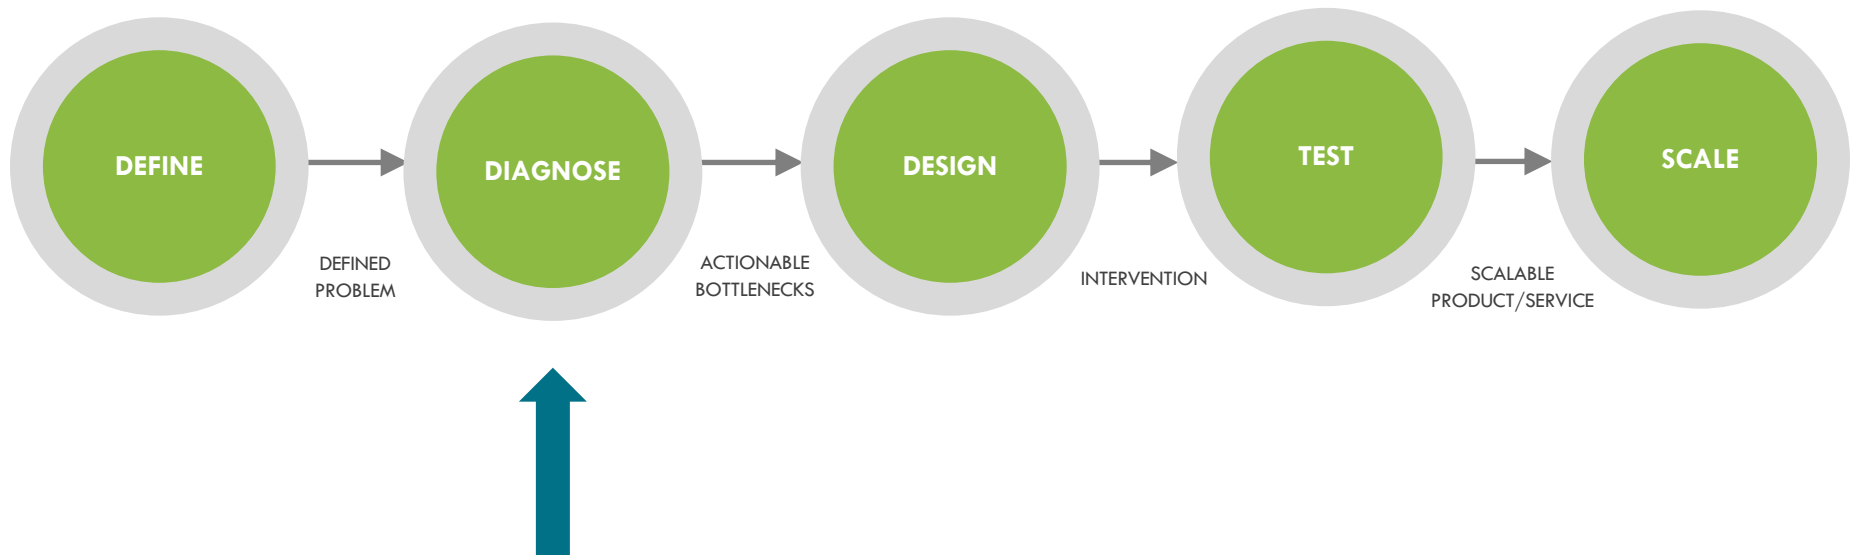 DEFINE
DIAGNOSE
DESIGN
TEST
SCALE
DEFINED
PROBLEM
ACTIONABLE
BOTTLENECKS
INTERVENTION
SCALABLE
PRODUCT/SERVICE